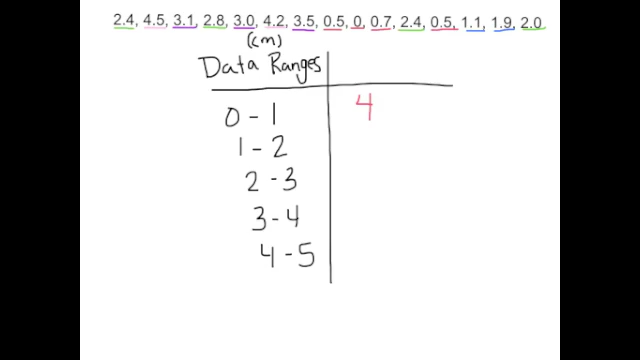 2.4, 4.5, 3.1, 2.8, 3.0, 4.2, 3.5, 0.5, 0, 0.7, 2.4, 0.5, 1.1, 1.9, 2.0
(cm)
Data Ranges
0 - 1 4
1 - 2
2 - 3
3 - 4
4 - 5